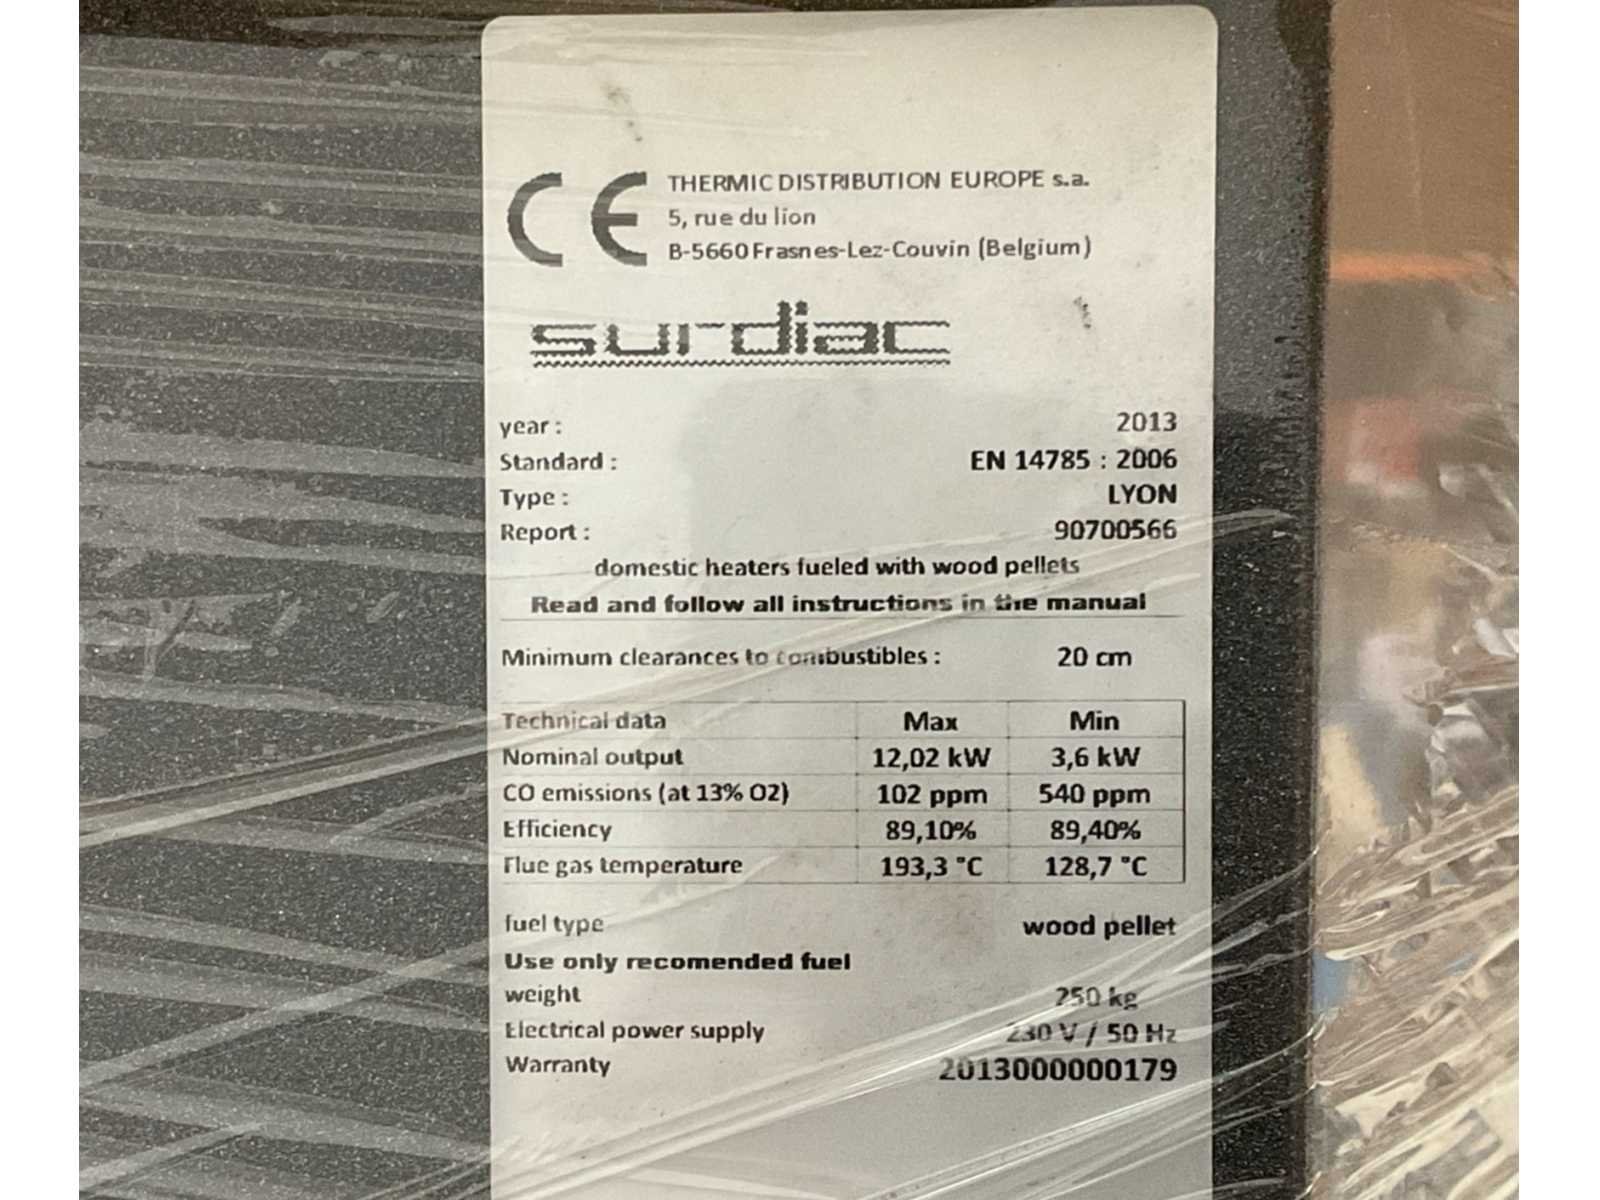 CE
THERMIC DISTRIBUTION EUROPE s.a.
5, rue du lion
B-5660 Frasnes-Lez-Couvin (Belgium)
surdiac
year : 2013
Standard : EN 14785 : 2006
Type : LYON
Report : 90700566
domestic heaters fueled with wood pellets
Read and follow all instructions in the manual
Minimum clearances to combustibles : 20 cm
Technical data Max Min
Nominal output 12,02 kW 3,6 kW
CO emissions (at 13% O2) 102 ppm 540 ppm
Efficiency 89,10% 89,40%
Flue gas temperature 193,3 °C 128,7 °C
fuel type wood pellet
Use only recomended fuel
weight 250 kg
Electrical power supply 230 V / 50 Hz
Warranty 2013000000179